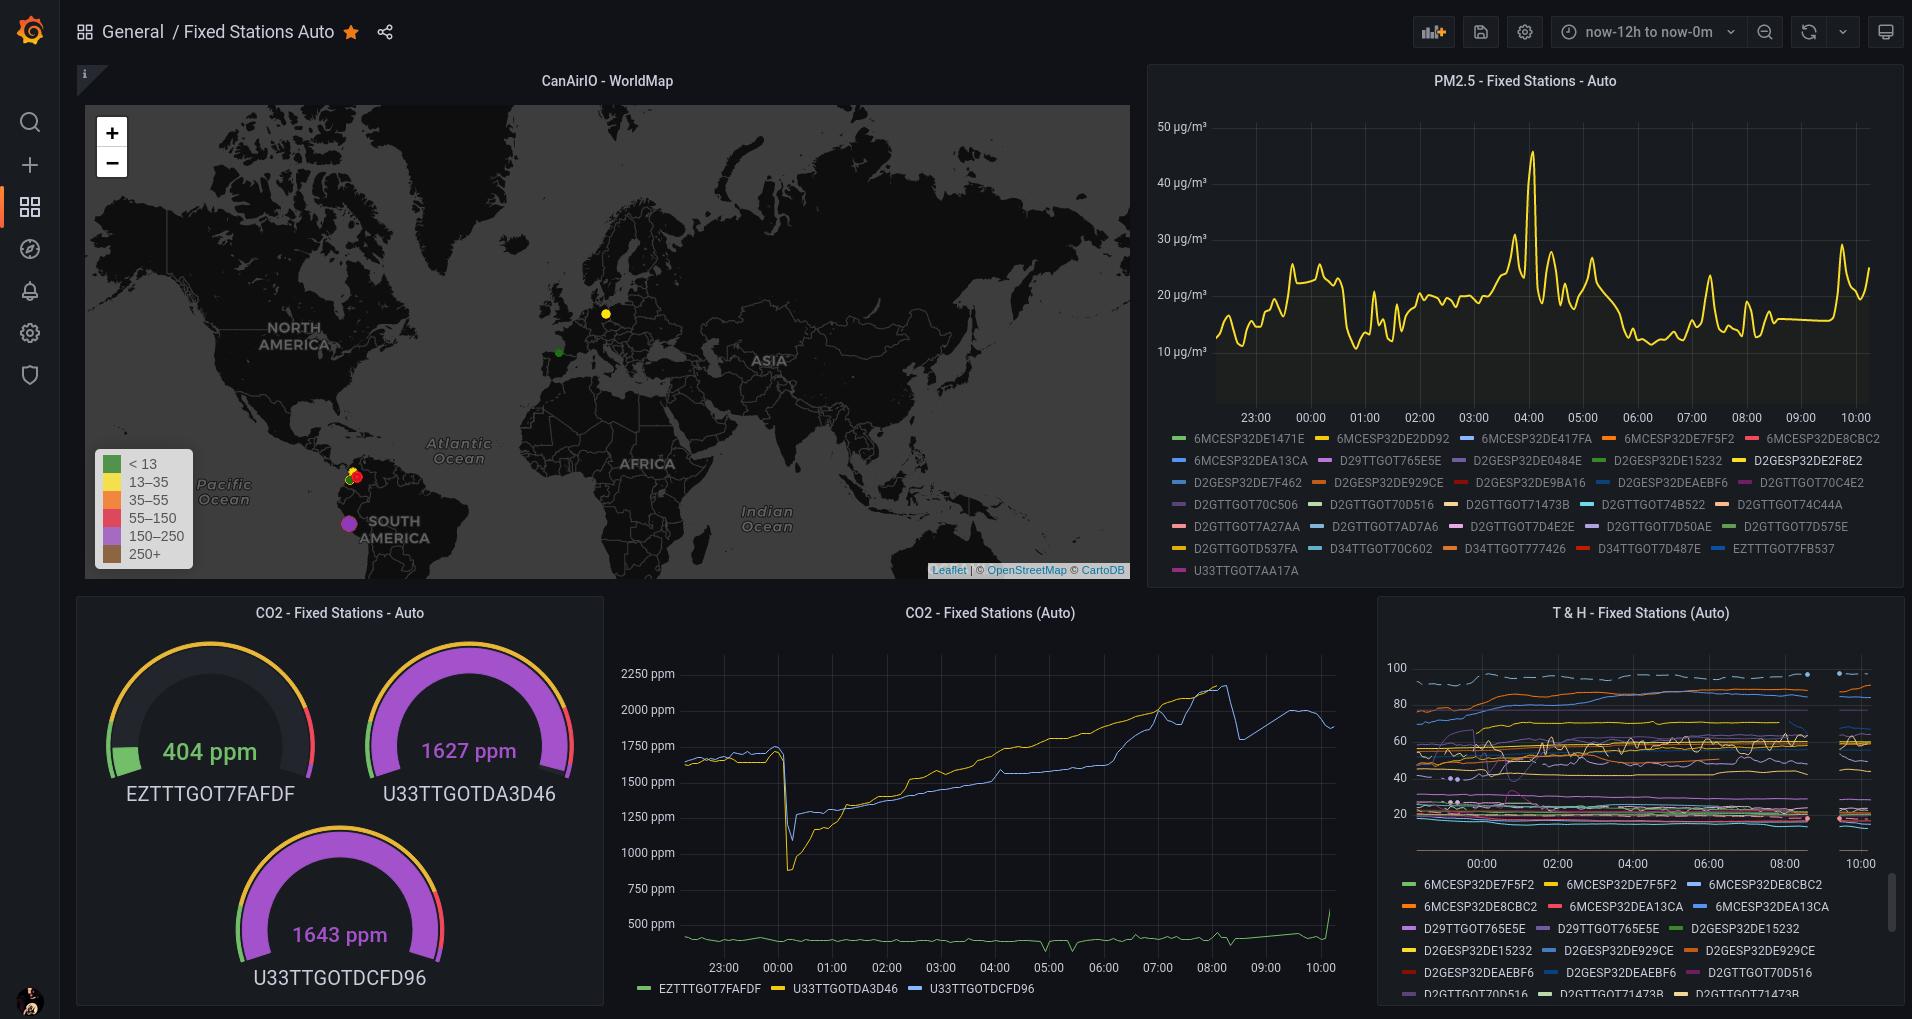 General / Fixed Stations Auto
now-12h to now-0m
i
CanAirIO - WorldMap
+
−
NORTH
AMERICA
ASIA
Atlantic
Ocean
AFRICA
Pacific
Ocean
Indian
Ocean
SOUTH
AMERICA
< 13
13–35
35–55
55–150
150–250
250+
Leaflet | © OpenStreetMap © CartoDB
PM2.5 - Fixed Stations - Auto
50 µg/m³
40 µg/m³
30 µg/m³
20 µg/m³
10 µg/m³
23:00 00:00 01:00 02:00 03:00 04:00 05:00 06:00 07:00 08:00 09:00 10:00
6MCESP32DE1471E 6MCESP32DE2DD92 6MCESP32DE417FA 6MCESP32DE7F5F2 6MCESP32DE8CBC2
6MCESP32DEA13CA D29TTGOT765E5E D2GESP32DE0484E D2GESP32DE15232 D2GESP32DE2F8E2
D2GESP32DE7F462 D2GESP32DE929CE D2GESP32DE9BA16 D2GESP32DEAEBF6 D2GTTGOT70C4E2
D2GTTGOT70C506 D2GTTGOT70D516 D2GTTGOT71473B D2GTTGOT74B522 D2GTTGOT74C44A
D2GTTGOT7A27AA D2GTTGOT7AD7A6 D2GTTGOT7D4E2E D2GTTGOT7D50AE D2GTTGOT7D575E
D2GTTGOTD537FA D34TTGOT70C602 D34TTGOT777426 D34TTGOT7D487E EZTTTGOT7FB537
U33TTGOT7AA17A
CO2 - Fixed Stations - Auto
404 ppm
EZTTTGOT7FAFDF
1627 ppm
U33TTGOTDA3D46
1643 ppm
U33TTGOTDCFD96
CO2 - Fixed Stations (Auto)
2250 ppm
2000 ppm
1750 ppm
1500 ppm
1250 ppm
1000 ppm
750 ppm
500 ppm
23:00 00:00 01:00 02:00 03:00 04:00 05:00 06:00 07:00 08:00 09:00 10:00
EZTTTGOT7FAFDF U33TTGOTDA3D46 U33TTGOTDCFD96
T & H - Fixed Stations (Auto)
100
80
60
40
20
00:00 02:00 04:00 06:00 08:00 10:00
6MCESP32DE7F5F2 6MCESP32DE7F5F2 6MCESP32DE8CBC2
6MCESP32DE8CBC2 6MCESP32DEA13CA 6MCESP32DEA13CA
D29TTGOT765E5E D29TTGOT765E5E D2GESP32DE15232
D2GESP32DE15232 D2GESP32DE929CE D2GESP32DE929CE
D2GESP32DEAEBF6 D2GESP32DEAEBF6 D2GTTGOT70D516
D2GTTGOT70D516 D2GTTGOT71473B D2GTTGOT71473B